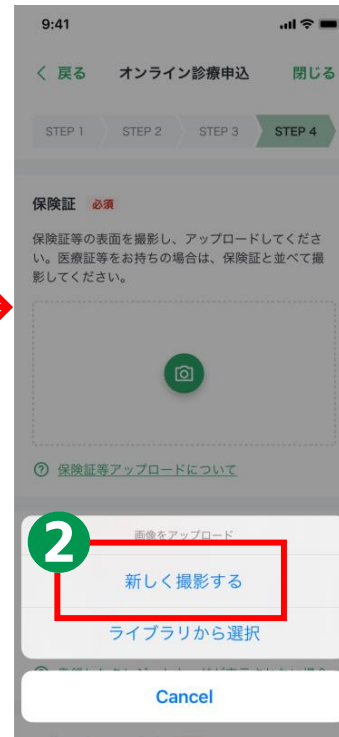 9:41
戻る オンライン診療申込 閉じる
STEP 1 STEP 2 STEP 3 STEP 4
保険証 必須
保険証等の表面を撮影し、アップロードしてくださ
い。医療証等をお持ちの場合は、保険証と並べて撮
影してください。
保険証等アップロードについて
2
画像をアップロード
新しく撮影する
ライブラリから選択
Cancel